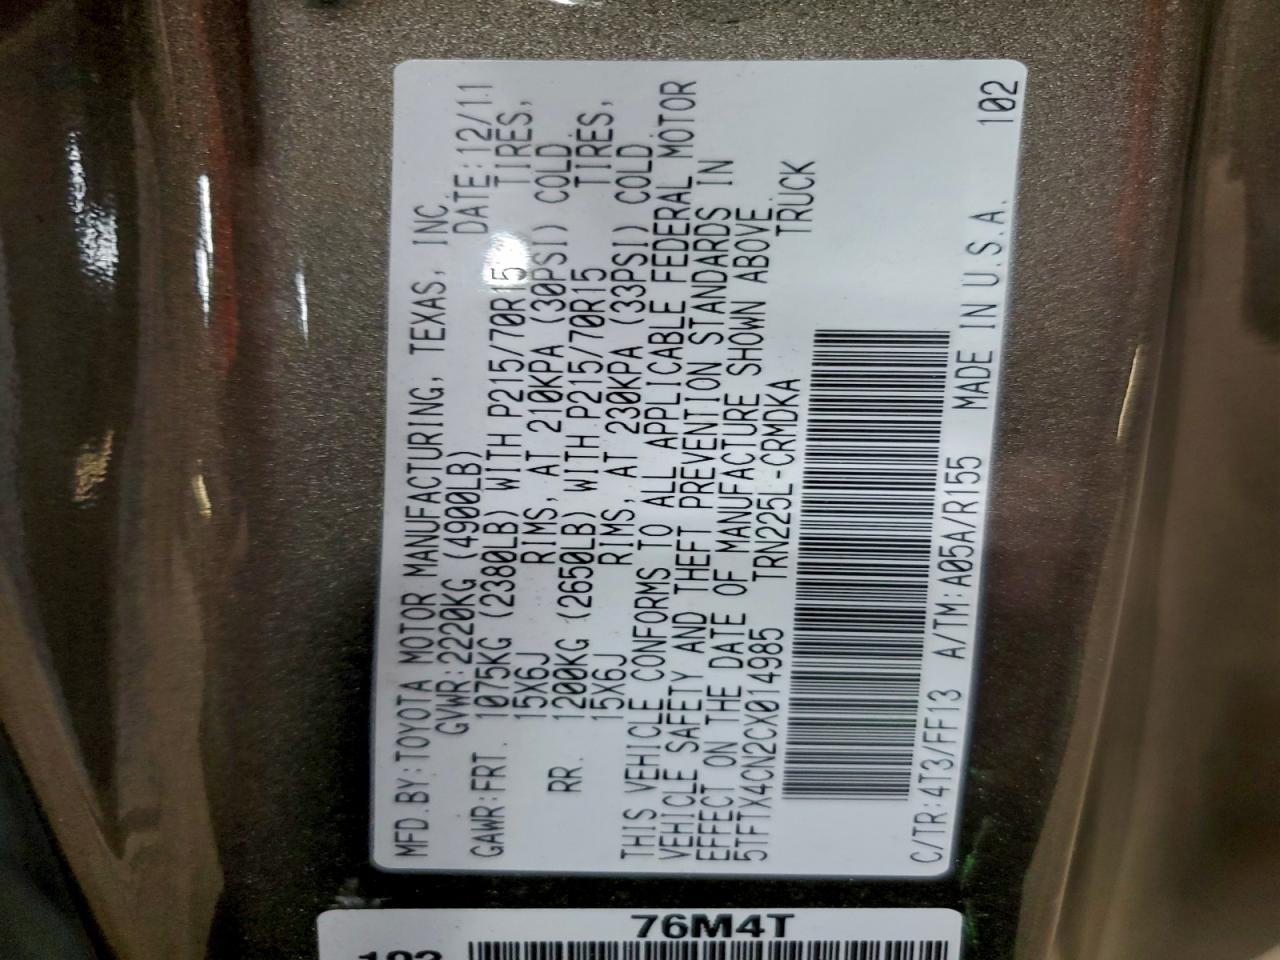 MFD.BY:TOYOTA MOTOR MANUFACTURING, TEXAS, INC.
GVWR:2220KG (4900LB) DATE:12/11
GAWR:FRT. 1075KG (2380LB) WITH P215/70R15 TIRES,
15X6J RIMS, AT 210KPA (30PSI) COLD
RR. 1200KG (2650LB) WITH P215/70R15 TIRES,
15X6J RIMS, AT 230KPA (33PSI) COLD.
THIS VEHICLE CONFORMS TO ALL APPLICABLE FEDERAL MOTOR
VEHICLE SAFETY AND THEFT PREVENTION STANDARDS IN
EFFECT ON THE DATE OF MANUFACTURE SHOWN ABOVE.
5TFTX4CN2CX014985 TRN225L-CRMDKA TRUCK
C/TR:4T3/FF13 A/TM:A05A/R155 MADE IN U.S.A. 102
76M4T